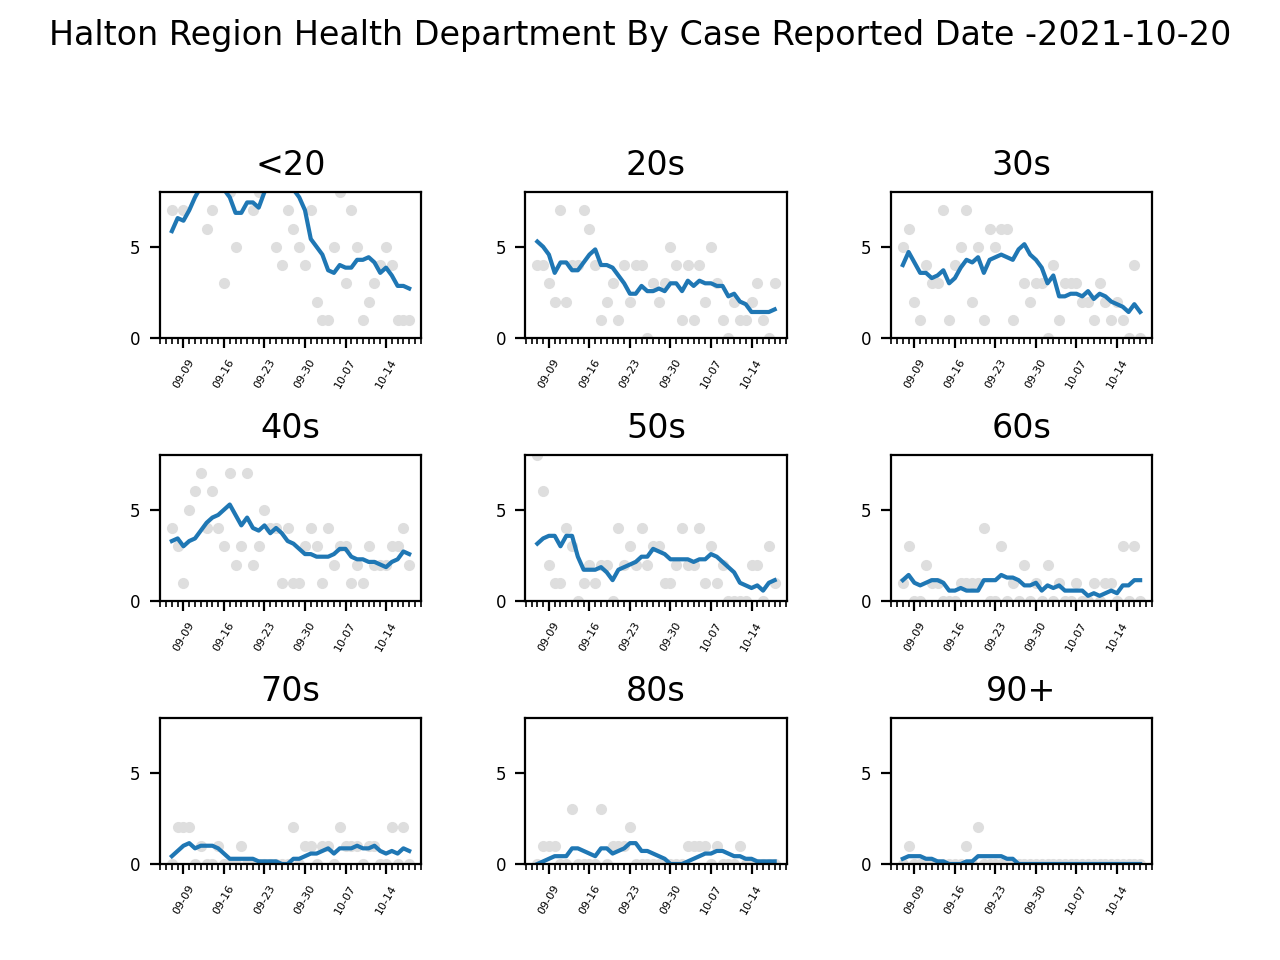 Halton Region Health Department By Case Reported Date -2021-10-20
<20 20s 30s
5 5 5
0 0 0
09-09 09-16 09-23 09-30 10-07 10-14 09-09 09-16 09-23 09-30 10-07 10-14 09-09 09-16 09-23 09-30 10-07 10-14
40s 50s 60s
5 5 5
0 0 0
09-09 09-16 09-23 09-30 10-07 10-14 09-09 09-16 09-23 09-30 10-07 10-14 09-09 09-16 09-23 09-30 10-07 10-14
70s 80s 90+
5 5 5
0 0 0
09-09 09-16 09-23 09-30 10-07 10-14 09-09 09-16 09-23 09-30 10-07 10-14 09-09 09-16 09-23 09-30 10-07 10-14